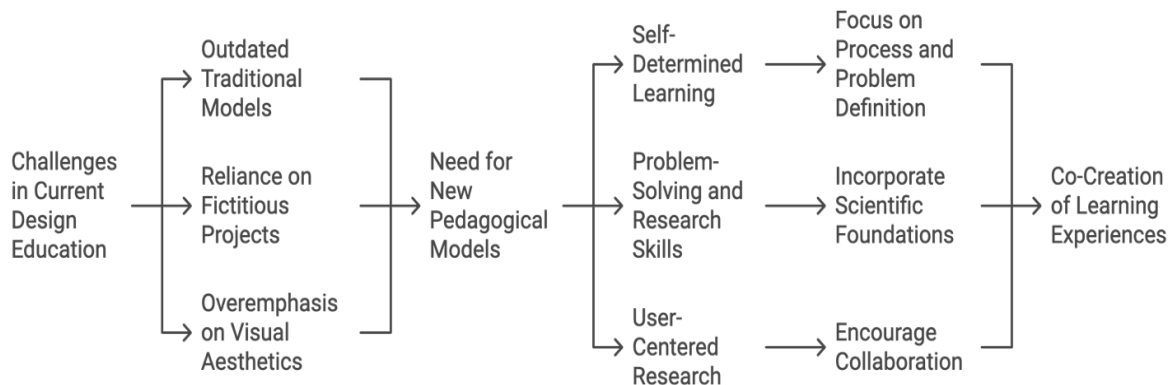 Challenges
in Current
Design
Education
Outdated
Traditional
Models
Reliance on
Fictitious
Projects
Overemphasis
on Visual
Aesthetics
Need for
New
Pedagogical
Models
Self-
Determined
Learning
Problem-
Solving and
Research
Skills
User-
Centered
Research
Focus on
Process and
Problem
Definition
Incorporate
Scientific
Foundations
Encourage
Collaboration
Co-Creation
of Learning
Experiences